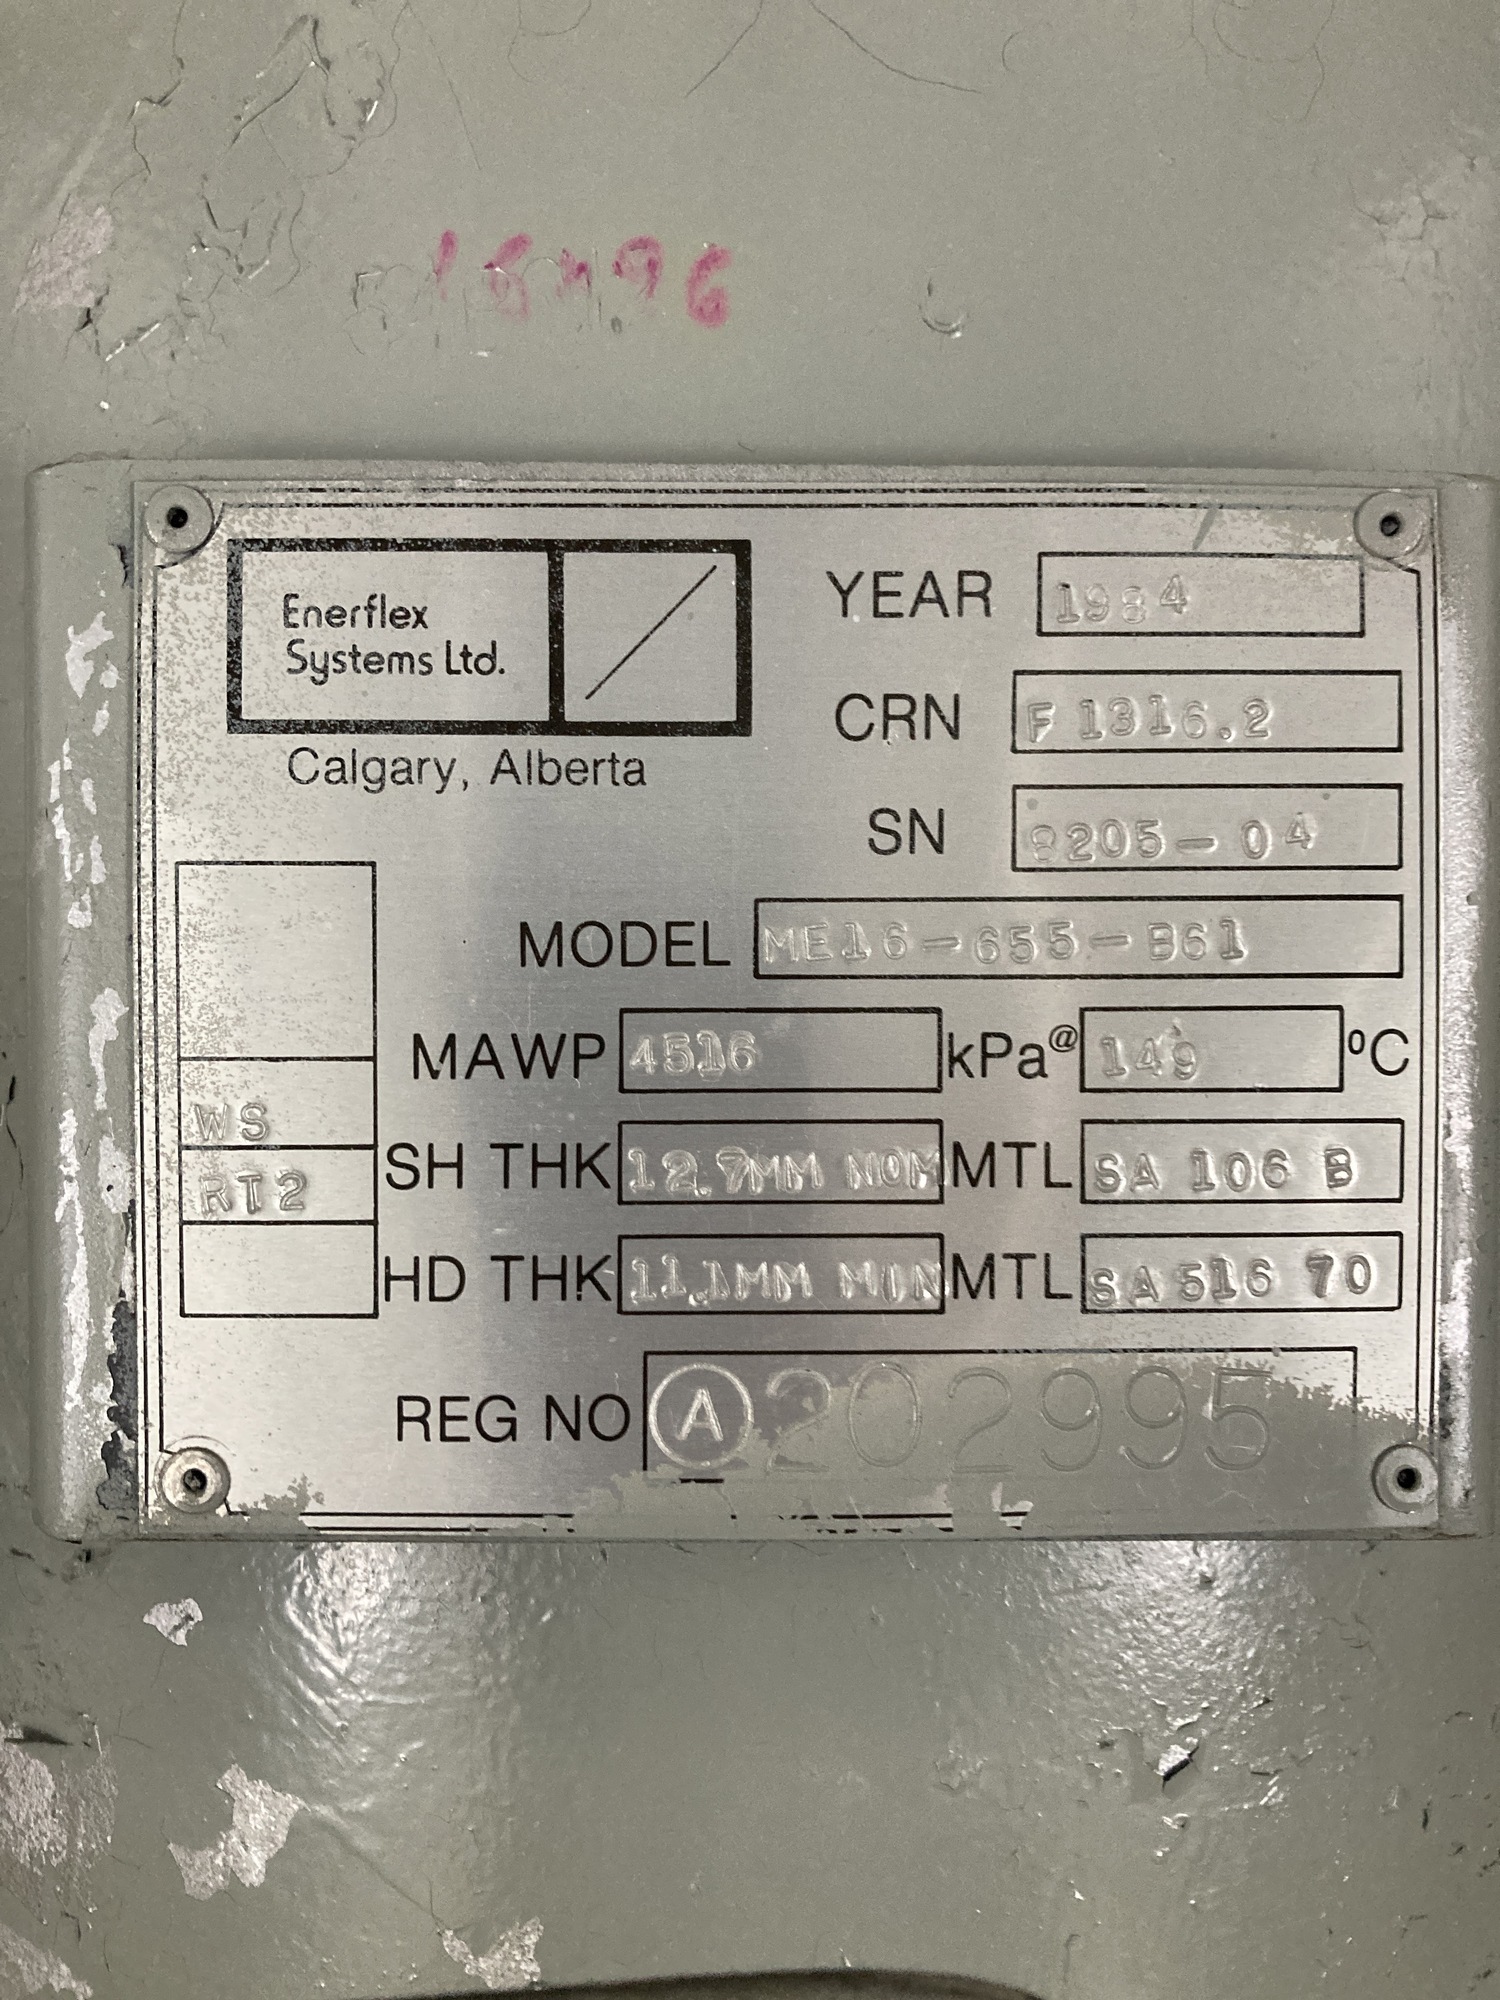 Enerflex
Systems Ltd.
Calgary, Alberta
YEAR 1984
CRN F 1316.2
SN 8205-04
MODEL ME16-655-B61
MAWP 4516 kPa@ 149 ºC
WS
SH THK 12.7MM NOM MTL SA 106 B
RT2
HD THK 11.1MM MIN MTL SA 516 70
REG NO Ⓐ 202995